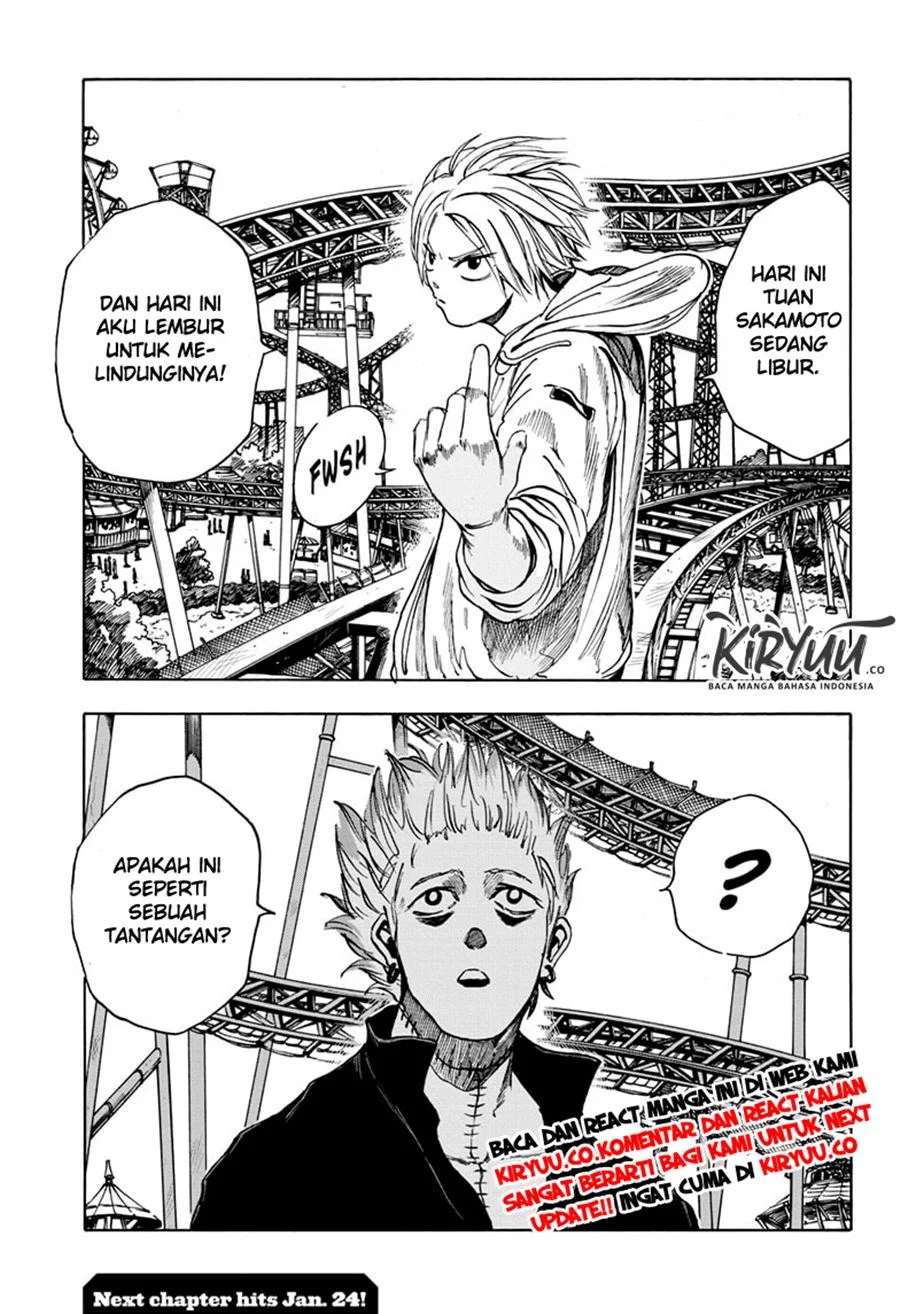 HARI INI
TUAN
SAKAMOTO
SEDANG
LIBUR.
DAN HARI INI
AKU LEMBUR
UNTUK ME-
LINDUNGINYA!
FWSH
KIRYUU.CO
BACA MANGA BAHASA INDONESIA
?
APAKAH INI
SEPERTI
SEBUAH
TANTANGAN?
BACA DAN REACT MANGA INI DI WEB KAMI
KIRYUU.CO.KOMENTAR DAN REACT KALIAN
SANGAT BERARTI BAGI KAMI UNTUK NEXT
UPDATE!! INGAT CUMA DI KIRYUU.CO
Next chapter hits Jan. 24!